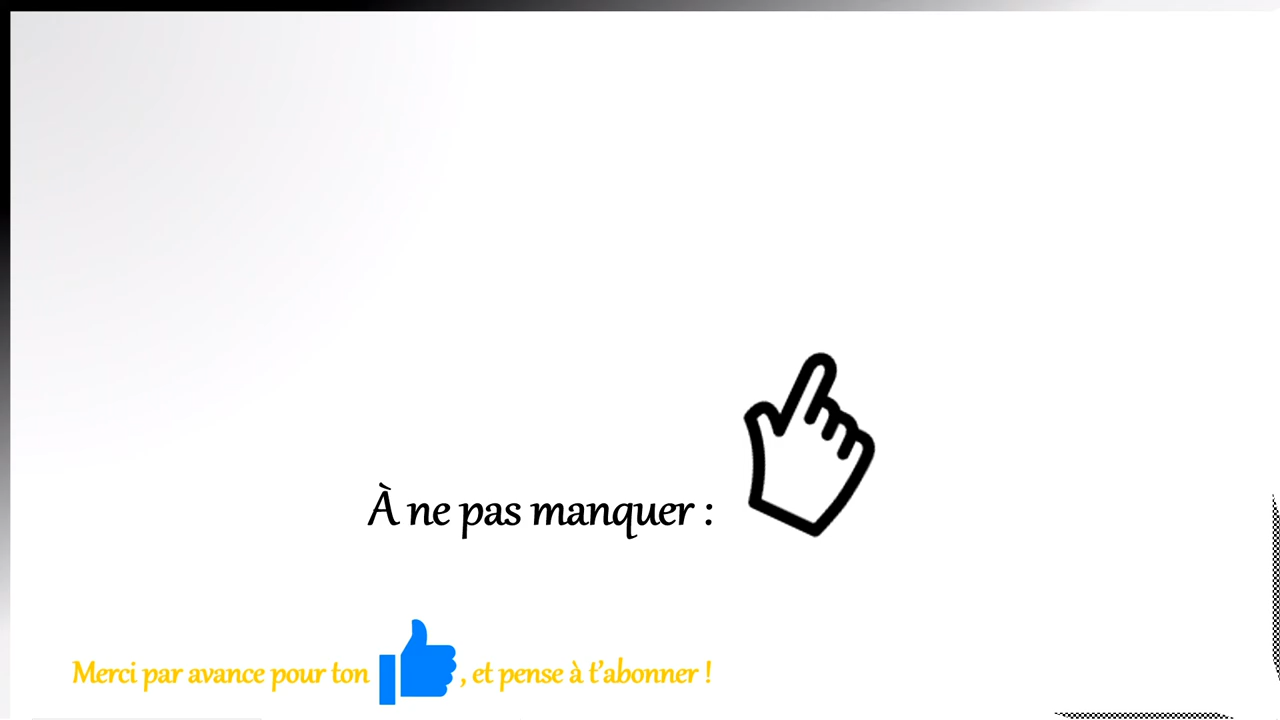 À ne pas manquer :
Merci par avance pour ton , et pense à t’abonner !